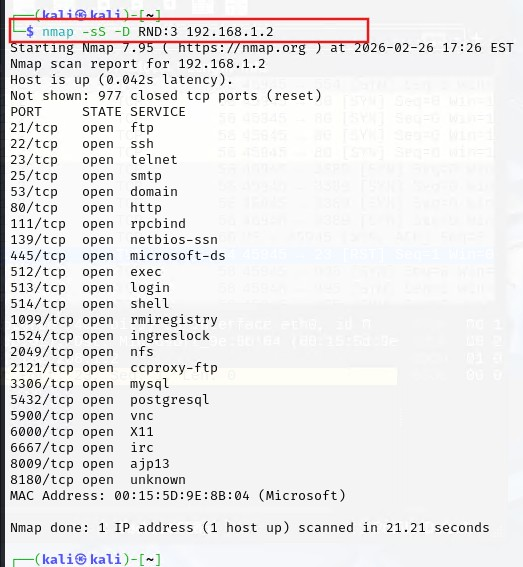 ┌──(kali㉿kali)-[~]
└─$ nmap -sS -D RND:3 192.168.1.2
Starting Nmap 7.95 ( https://nmap.org ) at 2026-02-26 17:26 EST
Nmap scan report for 192.168.1.2
Host is up (0.042s latency).
Not shown: 977 closed tcp ports (reset)
PORT     STATE SERVICE
21/tcp   open  ftp
22/tcp   open  ssh
23/tcp   open  telnet
25/tcp   open  smtp
53/tcp   open  domain
80/tcp   open  http
111/tcp  open  rpcbind
139/tcp  open  netbios-ssn
445/tcp  open  microsoft-ds
512/tcp  open  exec
513/tcp  open  login
514/tcp  open  shell
1099/tcp open  rmiregistry
1524/tcp open  ingreslock
2049/tcp open  nfs
2121/tcp open  ccproxy-ftp
3306/tcp open  mysql
5432/tcp open  postgresql
5900/tcp open  vnc
6000/tcp open  X11
6667/tcp open  irc
8009/tcp open  ajp13
8180/tcp open  unknown
MAC Address: 00:15:5D:9E:8B:04 (Microsoft)
Nmap done: 1 IP address (1 host up) scanned in 21.21 seconds
┌──(kali㉿kali)-[~]